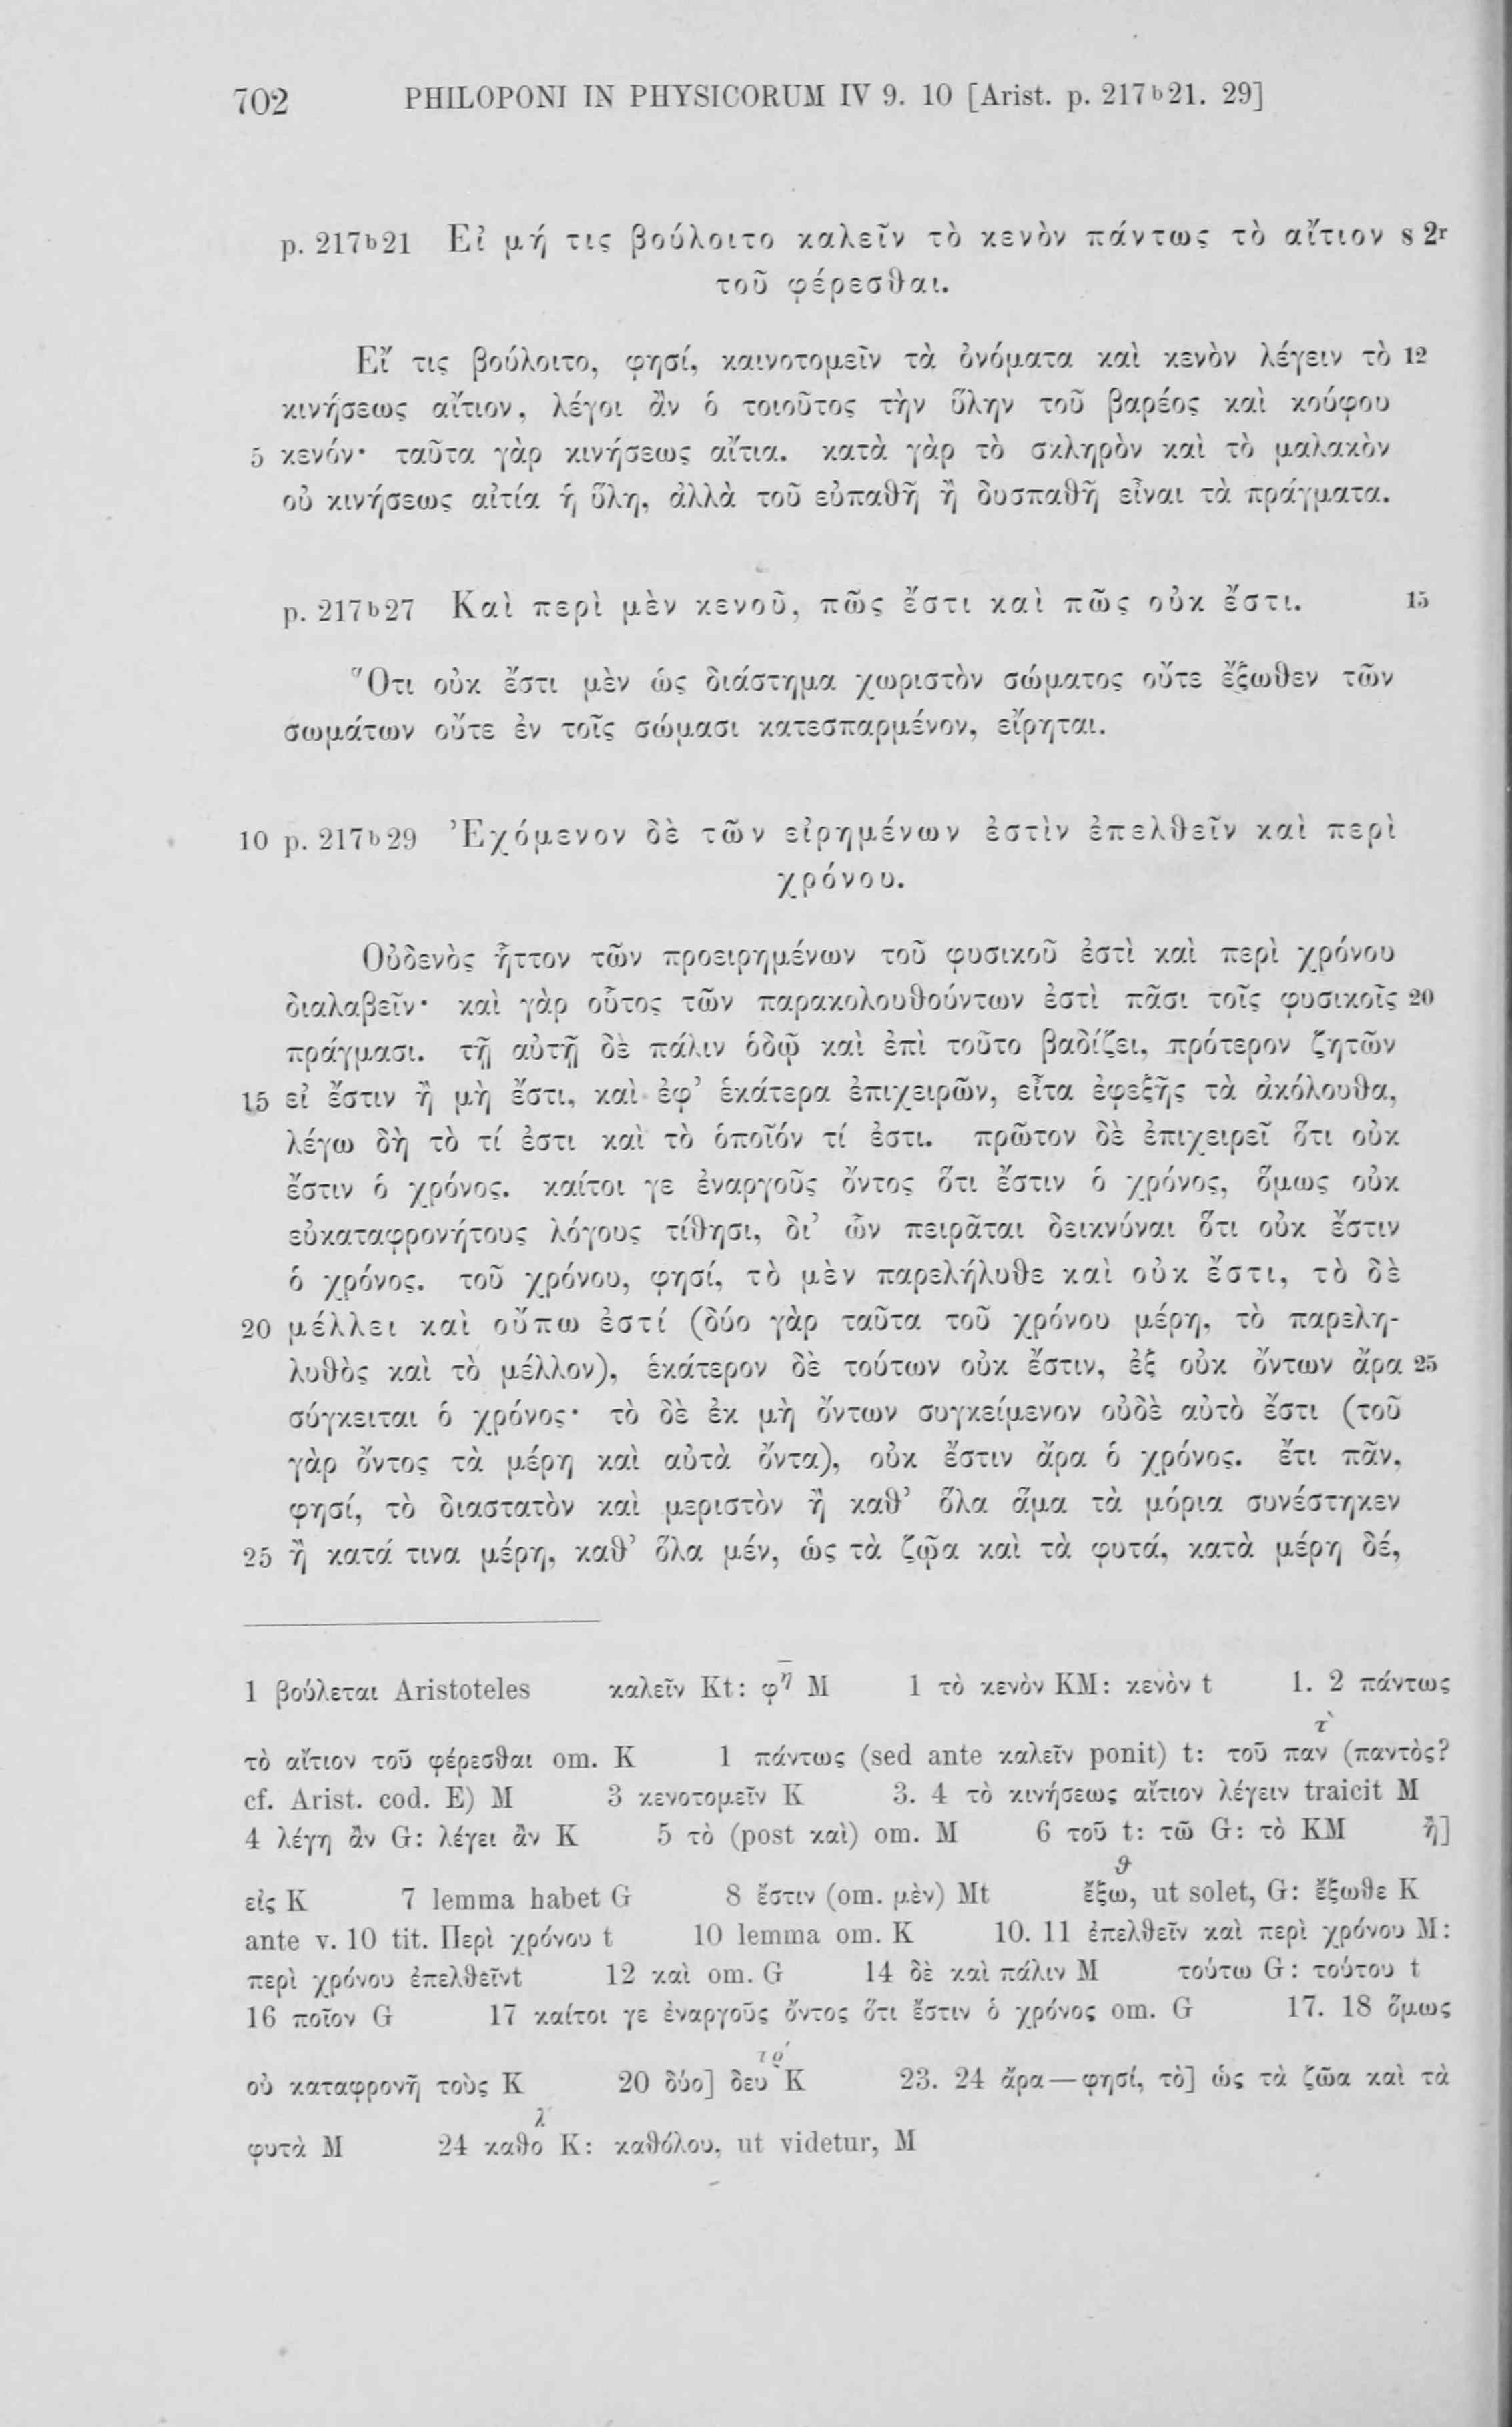 702 PHILOPONI IN PHYSICORUM IV 9. 10 [Arist. p. 217b21. 29]
p. 217b21 Εἰ μή τις βούλοιτο καλεῖν τὸ κενὸν πάντως τὸ αἴτιον s 2r
τοῦ φέρεσθαι.
Εἴ τις βούλοιτο, φησί, καινοτομεῖν τὰ ὀνόματα καὶ κενὸν λέγειν τὸ 12
κινήσεως αἴτιον, λέγοι ἂν ὁ τοιοῦτος τὴν ὕλην τοῦ βαρέος καὶ κούφου
5 κενόν· ταῦτα γὰρ κινήσεως αἴτια. κατὰ γὰρ τὸ σκληρὸν καὶ τὸ μαλακὸν
οὐ κινήσεως αἰτία ἡ ὕλη, ἀλλὰ τοῦ εὐπαθῆ ἢ δυσπαθῆ εἶναι τὰ πράγματα.
p. 217b27 Καὶ περὶ μὲν κενοῦ, πῶς ἔστι καὶ πῶς οὐκ ἔστι. 15
Ὅτι οὐκ ἔστι μὲν ὡς διάστημα χωριστὸν σώματος οὔτε ἔξωθεν τῶν
σωμάτων οὔτε ἐν τοῖς σώμασι κατεσπαρμένον, εἴρηται.
10 p. 217b29 Ἐχόμενον δὲ τῶν εἰρημένων ἐστὶν ἐπελθεῖν καὶ περὶ
χρόνου.
Οὐδενὸς ἧττον τῶν προειρημένων τοῦ φυσικοῦ ἐστὶ καὶ περὶ χρόνου
διαλαβεῖν· καὶ γὰρ οὗτος τῶν παρακολουθούντων ἐστὶ πᾶσι τοῖς φυσικοῖς 20
πράγμασι. τῇ αὐτῇ δὲ πάλιν ὁδῷ καὶ ἐπὶ τοῦτο βαδίζει, πρότερον ζητῶν
15 εἰ ἔστιν ἢ μὴ ἔστι, καὶ ἐφ’ ἑκάτερα ἐπιχειρῶν, εἶτα ἐφεξῆς τὰ ἀκόλουθα,
λέγω δὴ τὸ τί ἐστι καὶ τὸ ὁποῖόν τί ἐστι. πρῶτον δὲ ἐπιχειρεῖ ὅτι οὐκ
ἔστιν ὁ χρόνος. καίτοι γε ἐναργοῦς ὄντος ὅτι ἔστιν ὁ χρόνος, ὅμως οὐκ
εὐκαταφρονήτους λόγους τίθησι, δι’ ὧν πειρᾶται δεικνύναι ὅτι οὐκ ἔστιν
ὁ χρόνος. τοῦ χρόνου, φησί, τὸ μὲν παρελήλυθε καὶ οὐκ ἔστι, τὸ δὲ
20 μέλλει καὶ οὔπω ἐστί (δύο γὰρ ταῦτα τοῦ χρόνου μέρη, τὸ παρελη-
λυθὸς καὶ τὸ μέλλον), ἑκάτερον δὲ τούτων οὐκ ἔστιν, ἐξ οὐκ ὄντων ἄρα 25
σύγκειται ὁ χρόνος· τὸ δὲ ἐκ μὴ ὄντων συγκείμενον οὐδὲ αὐτὸ ἔστι (τοῦ
γὰρ ὄντος τὰ μέρη καὶ αὐτὰ ὄντα), οὐκ ἔστιν ἄρα ὁ χρόνος. ἔτι πᾶν,
φησί, τὸ διαστατὸν καὶ μεριστὸν ἢ καθ’ ὅλα ἅμα τὰ μόρια συνέστηκεν
25 ἢ κατά τινα μέρη, καθ’ ὅλα μέν, ὡς τὰ ζῷα καὶ τὰ φυτά, κατὰ μέρη δέ,
1 βούλεται Aristoteles καλεῖν Kt: φη̄ M 1 τὸ κενὸν KM: κενὸν t 1. 2 πάντως
τὸ αἴτιον τοῦ φέρεσθαι om. K 1 πάντως (sed ante καλεῖν ponit) t: τοῦ παντ̀ (παντὸς?
cf. Arist. cod. E) M 3 κενοτομεῖν K 3. 4 τὸ κινήσεως αἴτιον λέγειν traicit M
4 λέγη ἂν G: λέγει ἂν K 5 τὸ (post καὶ) om. M 6 τοῦ t: τῶ G: τὸ KM ἢ]
εἰς K 7 lemma habet G 8 ἔστιν (om. μὲν) Mt ἔξωθ, ut solet, G: ἔξωθε K
ante v. 10 tit. Περὶ χρόνου t 10 lemma om. K 10. 11 ἐπελθεῖν καὶ περὶ χρόνου M:
περὶ χρόνου ἐπελθεῖνt 12 καὶ om. G 14 δὲ καὶ πάλιν M τούτω G: τούτου t
16 ποῖον G 17 καίτοι γε ἐναργοῦς ὄντος ὅτι ἔστιν ὁ χρόνος om. G 17. 18 ὅμως
οὐ καταφρονῆ τοὺς K 20 δύο] δευ K 23. 24 ἄρα—φησί, τὸ] ὡς τὰ ζῶα καὶ τὰ
φυτὰ M 24 καθολ K: καθόλου, ut videtur, M